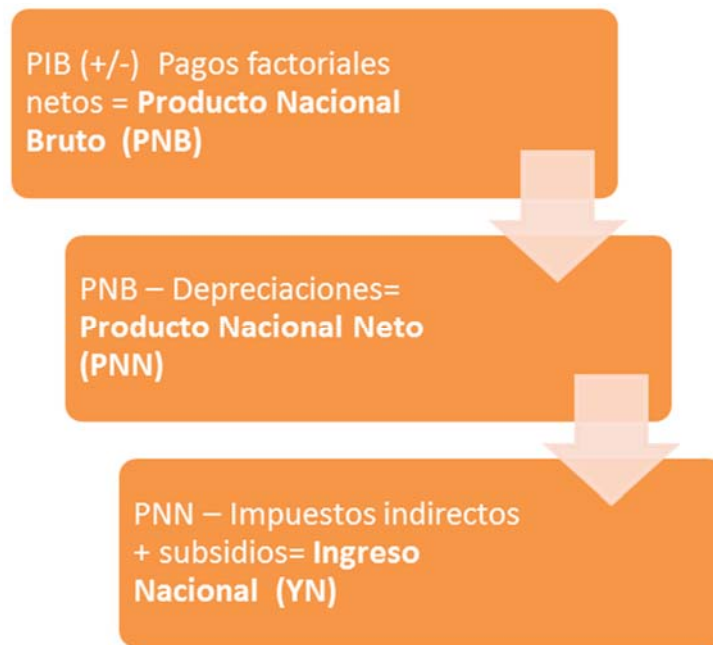 PIB (+/-) Pagos factoriales
netos = Producto Nacional
Bruto (PNB)
PNB – Depreciaciones=
Producto Nacional Neto
(PNN)
PNN – Impuestos indirectos
+ subsidios= Ingreso
Nacional (YN)